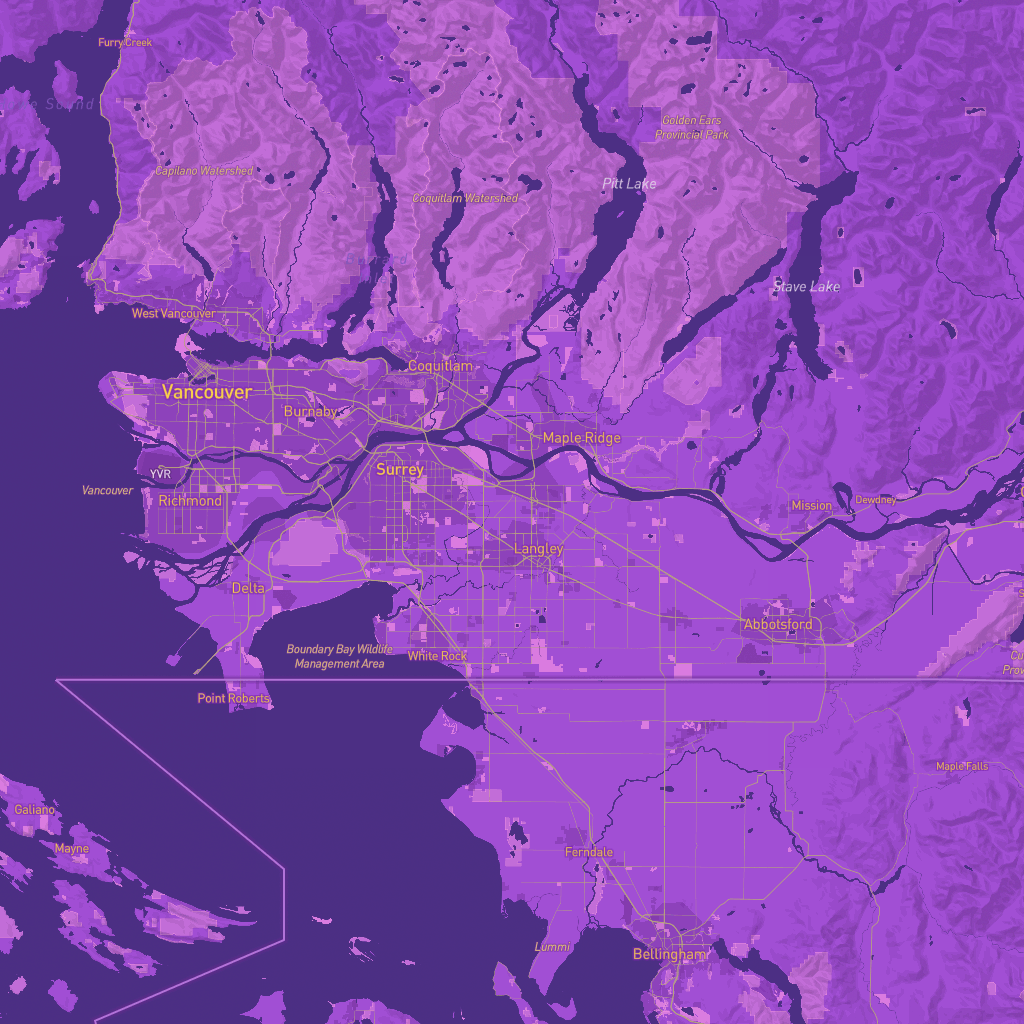 Furry Creek
Sound
Golden Ears
Provincial Park
Capilano Watershed
Pitt Lake
Coquitlam Watershed
Stave Lake
West Vancouver
Coquitlam
Vancouver
Burnaby
Maple Ridge
Surrey
YVR
Vancouver
Richmond
Mission
Dewdney
Langley
Delta
Abbotsford
Boundary Bay Wildlife
Management Area
White Rock
Point Roberts
Maple Falls
Galiano
Mayne
Ferndale
Lummi
Bellingham